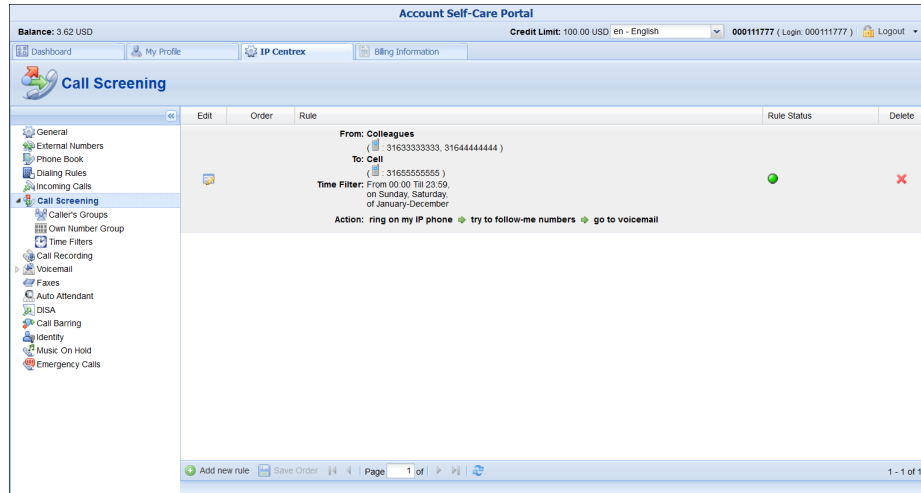 Account Self-Care Portal
Balance: 3.62 USD
Credit Limit: 100.00 USD en - English 000111777 ( Login: 000111777 ) Logout
Dashboard My Profile IP Centrex Billing Information
Call Screening
Edit Order Rule Rule Status Delete
General
External Numbers
Phone Book
Dialing Rules
Incoming Calls
Call Screening
Caller's Groups
Own Number Group
Time Filters
Call Recording
Voicemail
Faxes
Auto Attendant
DISA
Call Barring
Identity
Music On Hold
Emergency Calls
From: Colleagues
( : 31633333333, 31644444444 )
To: Cell
( : 31655555555 )
Time Filter: From 00:00 Till 23:59,
on Sunday, Saturday,
of January-December
Action: ring on my IP phone try to follow-me numbers go to voicemail
Add new rule Save Order Page 1 of 1 - 1 of 1